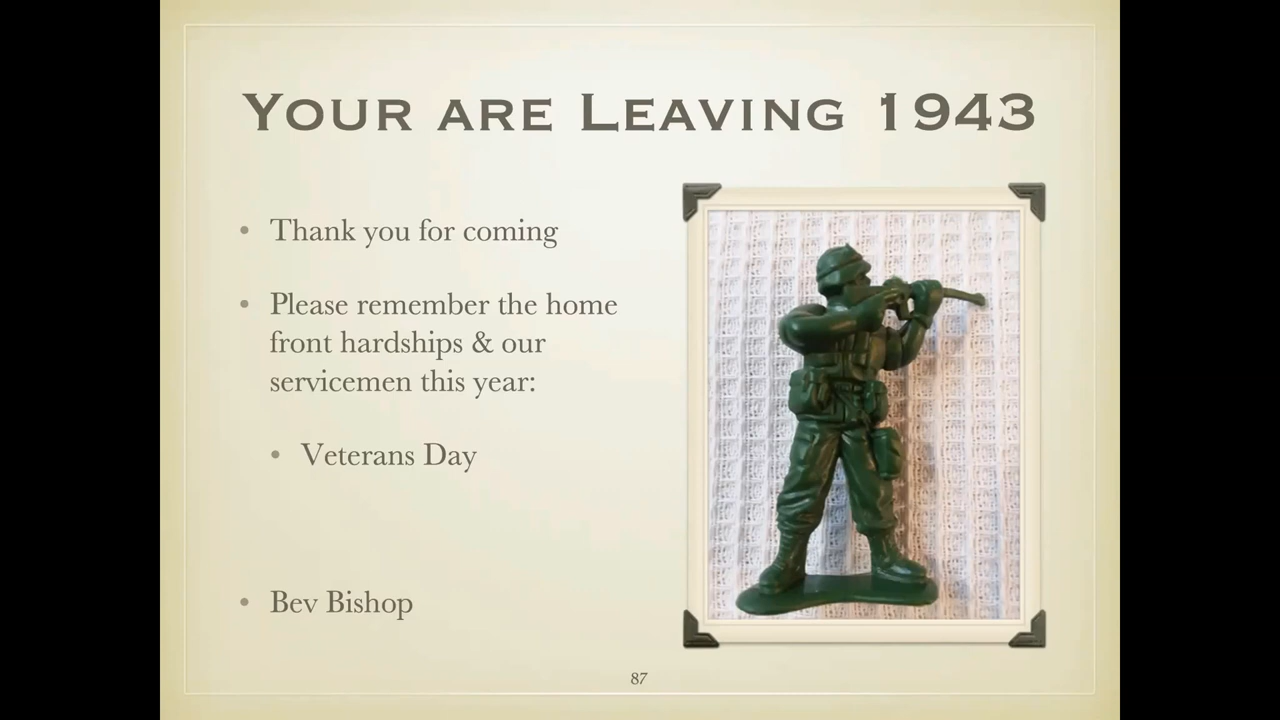 Your are Leaving 1943
• Thank you for coming
• Please remember the home
front hardships & our
servicemen this year:
• Veterans Day
• Bev Bishop
87